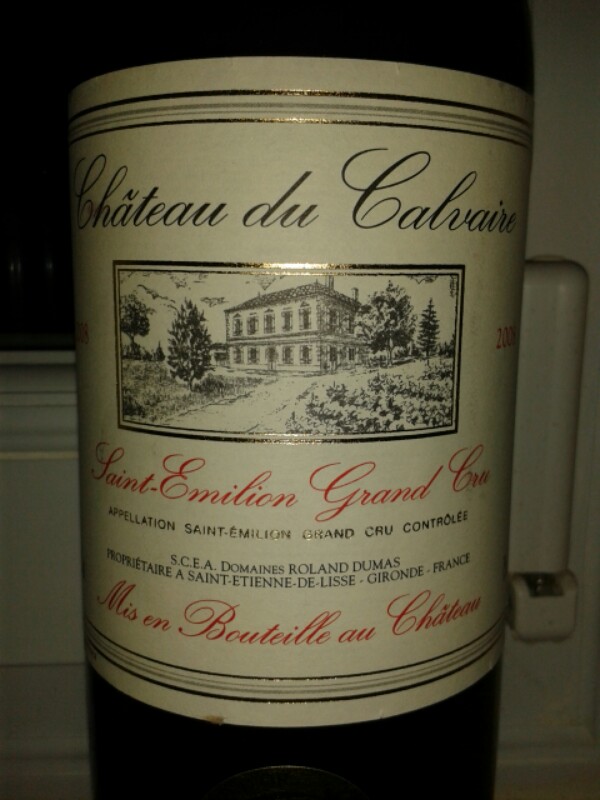 Château du Calvaire
2008
Saint-Emilion Grand Cru
APPELLATION SAINT-ÉMILION GRAND CRU CONTRÔLÉE
S.C.E.A. DOMAINES ROLAND DUMAS
PROPRIÉTAIRE A SAINT-ETIENNE-DE-LISSE - GIRONDE - FRANCE
Mis en Bouteille au Château